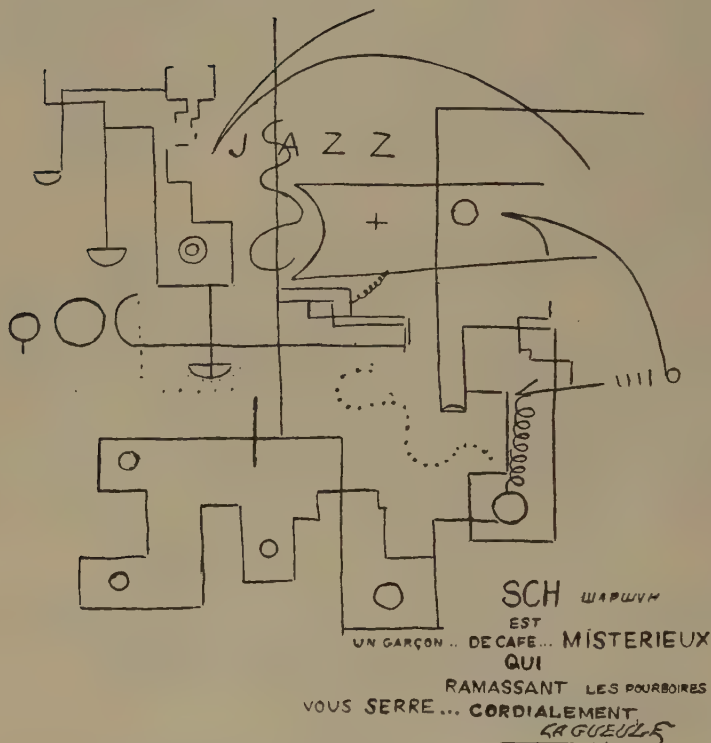 JAZZ
SCH ШАРШУН
EST
UN GARÇON .. DE CAFE... MISTERIEUX
QUI
RAMASSANT LES POURBOIRES
VOUS SERRE... CORDIALEMENT
LA GUEULE